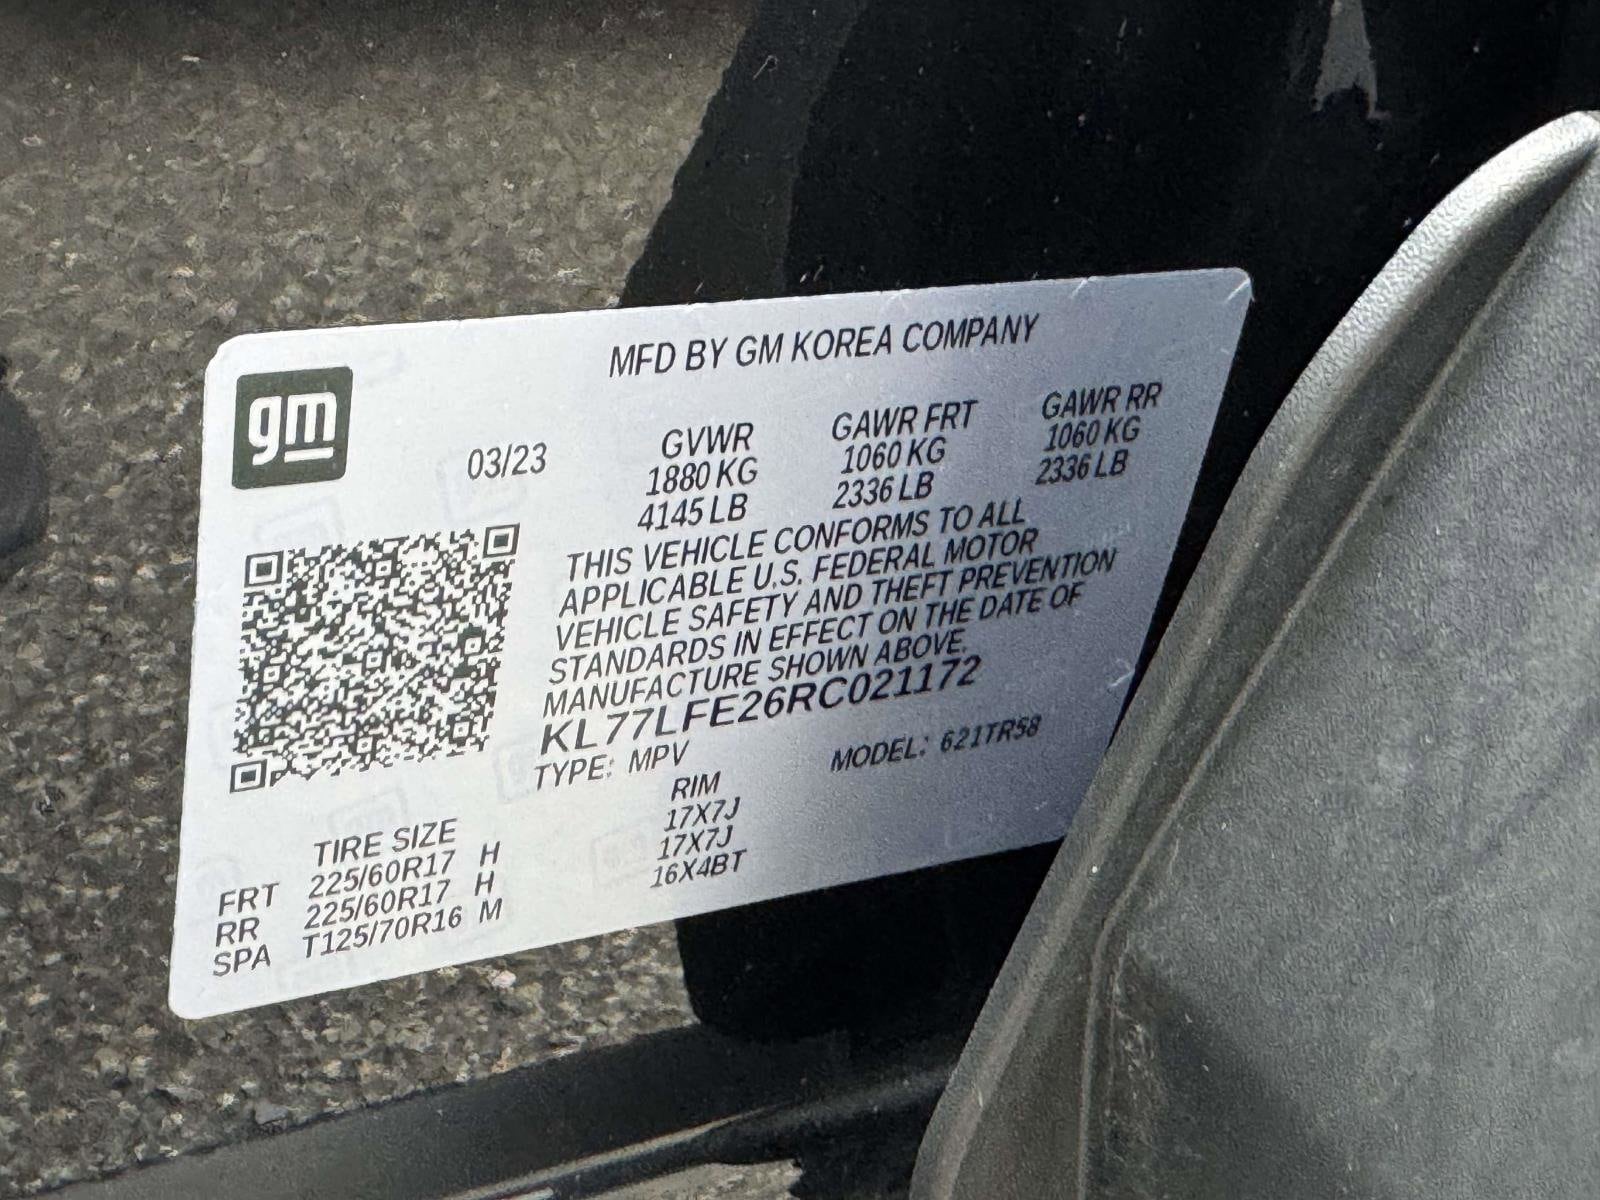 gm
MFD BY GM KOREA COMPANY
03/23 GVWR GAWR FRT GAWR RR
1880 KG 1060 KG 1060 KG
4145 LB 2336 LB 2336 LB
THIS VEHICLE CONFORMS TO ALL
APPLICABLE U.S. FEDERAL MOTOR
VEHICLE SAFETY AND THEFT PREVENTION
STANDARDS IN EFFECT ON THE DATE OF
MANUFACTURE SHOWN ABOVE.
KL77LFE26RC021172
TYPE: MPV MODEL: 621TR58
TIRE SIZE RIM
FRT 225/60R17 H 17X7J
RR 225/60R17 H 17X7J
SPA T125/70R16 M 16X4BT